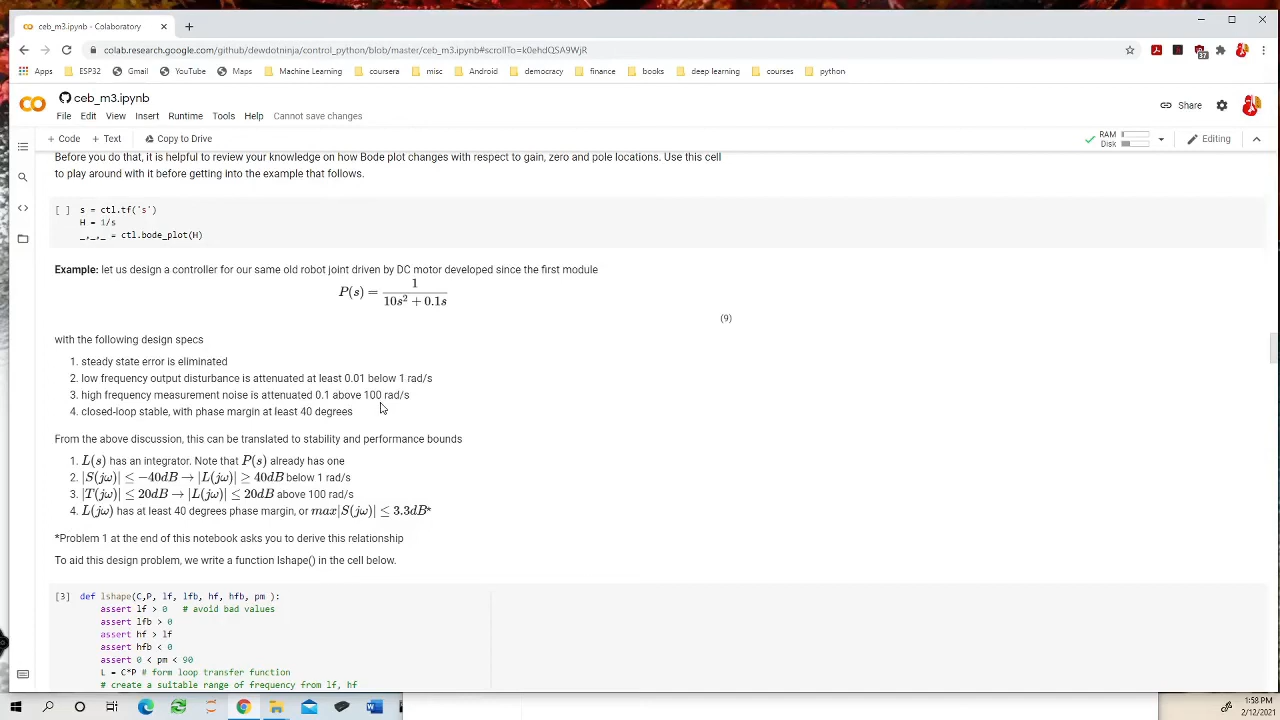 ceb_m3.ipynb - Colaboratory
colab.research.google.com/github/dewdotninja/control_python/blob/master/ceb_m3.ipynb#scrollTo=k0ehdQSA9WjR
Apps ESP32 Gmail YouTube Maps Machine Learning coursera misc Android democracy finance books deep learning courses python
ceb_m3.ipynb
Share
File Edit View Insert Runtime Tools Help Cannot save changes
+ Code + Text Copy to Drive
RAM
Disk
Editing
Before you do that, it is helpful to review your knowledge on how Bode plot changes with respect to gain, zero and pole locations. Use this cell
to play around with it before getting into the example that follows.
[ ] s = ctl.tf('s')
H = 1/s
_,_,_ = ctl.bode_plot(H)
Example: let us design a controller for our same old robot joint driven by DC motor developed since the first module
P(s) = 1 / (10s² + 0.1s)
(9)
with the following design specs
1. steady state error is eliminated
2. low frequency output disturbance is attenuated at least 0.01 below 1 rad/s
3. high frequency measurement noise is attenuated 0.1 above 100 rad/s
4. closed-loop stable, with phase margin at least 40 degrees
From the above discussion, this can be translated to stability and performance bounds
1. L(s) has an integrator. Note that P(s) already has one
2. |S(jω)| ≤ −40dB → |L(jω)| ≥ 40dB below 1 rad/s
3. |T(jω)| ≤ 20dB → |L(jω)| ≤ 20dB above 100 rad/s
4. L(jω) has at least 40 degrees phase margin, or max|S(jω)| ≤ 3.3dB*
*Problem 1 at the end of this notebook asks you to derive this relationship
To aid this design problem, we write a function lshape() in the cell below.
[3] def lshape(C,P, lf, lfb, hf, hfb, pm ):
assert lf > 0 # avoid bad values
assert lfb > 0
assert hf > lf
assert hfb < 0
assert 0 < pm < 90
L = C*P # form loop transfer function
# create a suitable range of frequency from lf, hf
1:58 PM
2/12/2021